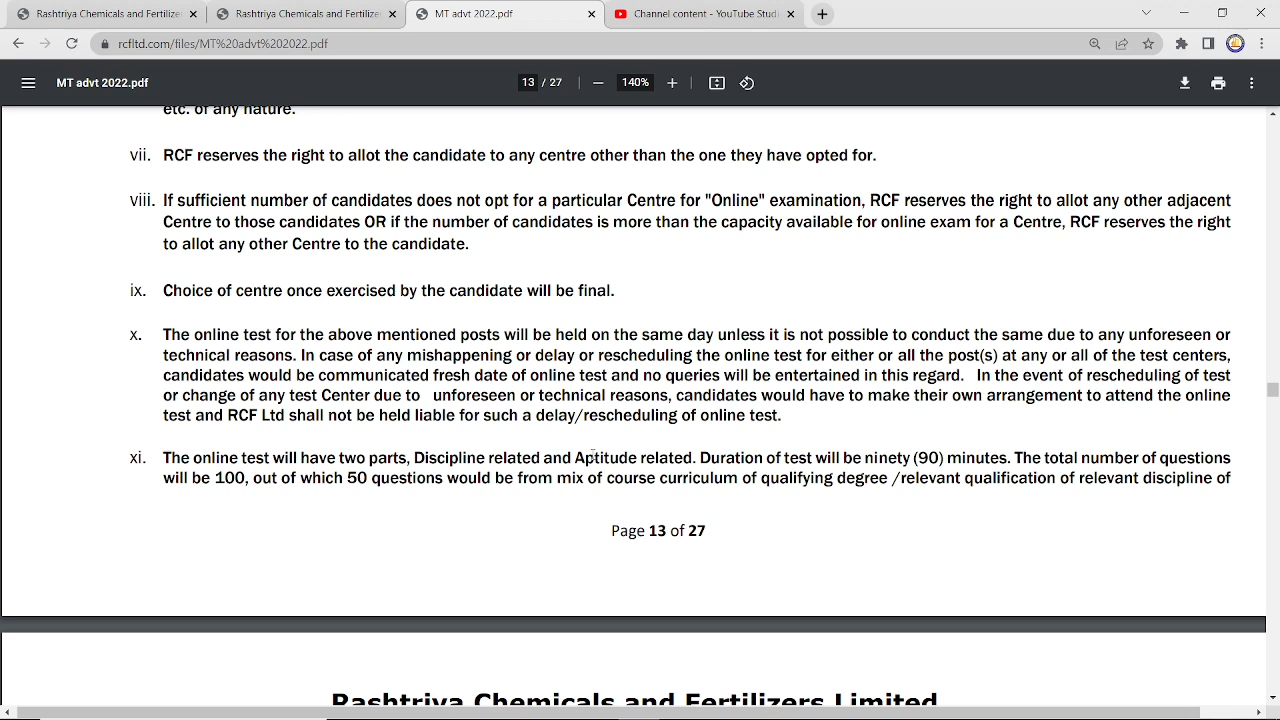 Rashtriya Chemicals and Fertilize
Rashtriya Chemicals and Fertilize
MT advt 2022.pdf
Channel content - YouTube Studi
rcfltd.com/files/MT%20advt%202022.pdf
MT advt 2022.pdf
13 / 27
140%
etc. of any nature.
vii. RCF reserves the right to allot the candidate to any centre other than the one they have opted for.
viii. If sufficient number of candidates does not opt for a particular Centre for "Online" examination, RCF reserves the right to allot any other adjacent
Centre to those candidates OR if the number of candidates is more than the capacity available for online exam for a Centre, RCF reserves the right
to allot any other Centre to the candidate.
ix. Choice of centre once exercised by the candidate will be final.
x. The online test for the above mentioned posts will be held on the same day unless it is not possible to conduct the same due to any unforeseen or
technical reasons. In case of any mishappening or delay or rescheduling the online test for either or all the post(s) at any or all of the test centers,
candidates would be communicated fresh date of online test and no queries will be entertained in this regard. In the event of rescheduling of test
or change of any test Center due to unforeseen or technical reasons, candidates would have to make their own arrangement to attend the online
test and RCF Ltd shall not be held liable for such a delay/rescheduling of online test.
xi. The online test will have two parts, Discipline related and Aptitude related. Duration of test will be ninety (90) minutes. The total number of questions
will be 100, out of which 50 questions would be from mix of course curriculum of qualifying degree /relevant qualification of relevant discipline of
Page 13 of 27
Rashtriya Chemicals and Fertilizers Limited